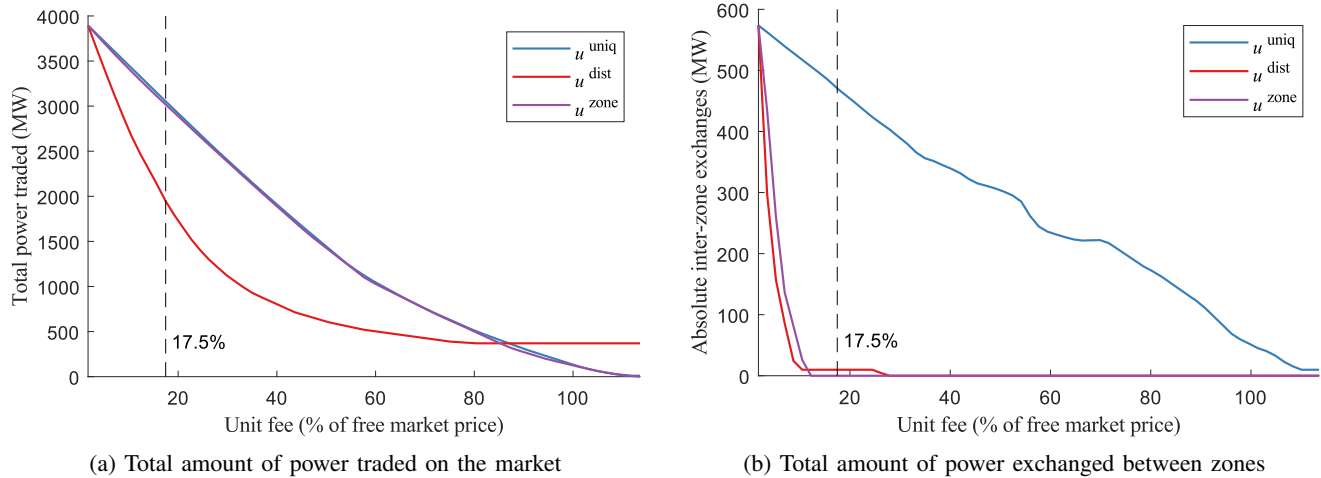 4000
3500
3000
2500
2000
1500
1000
500
0
Total power traded (MW)
u uniq
u dist
u zone
17.5%
20 40 60 80 100
Unit fee (% of free market price)
(a) Total amount of power traded on the market
600
500
400
300
200
100
0
Absolute inter-zone exchanges (MW)
u uniq
u dist
u zone
17.5%
20 40 60 80 100
Unit fee (% of free market price)
(b) Total amount of power exchanged between zones